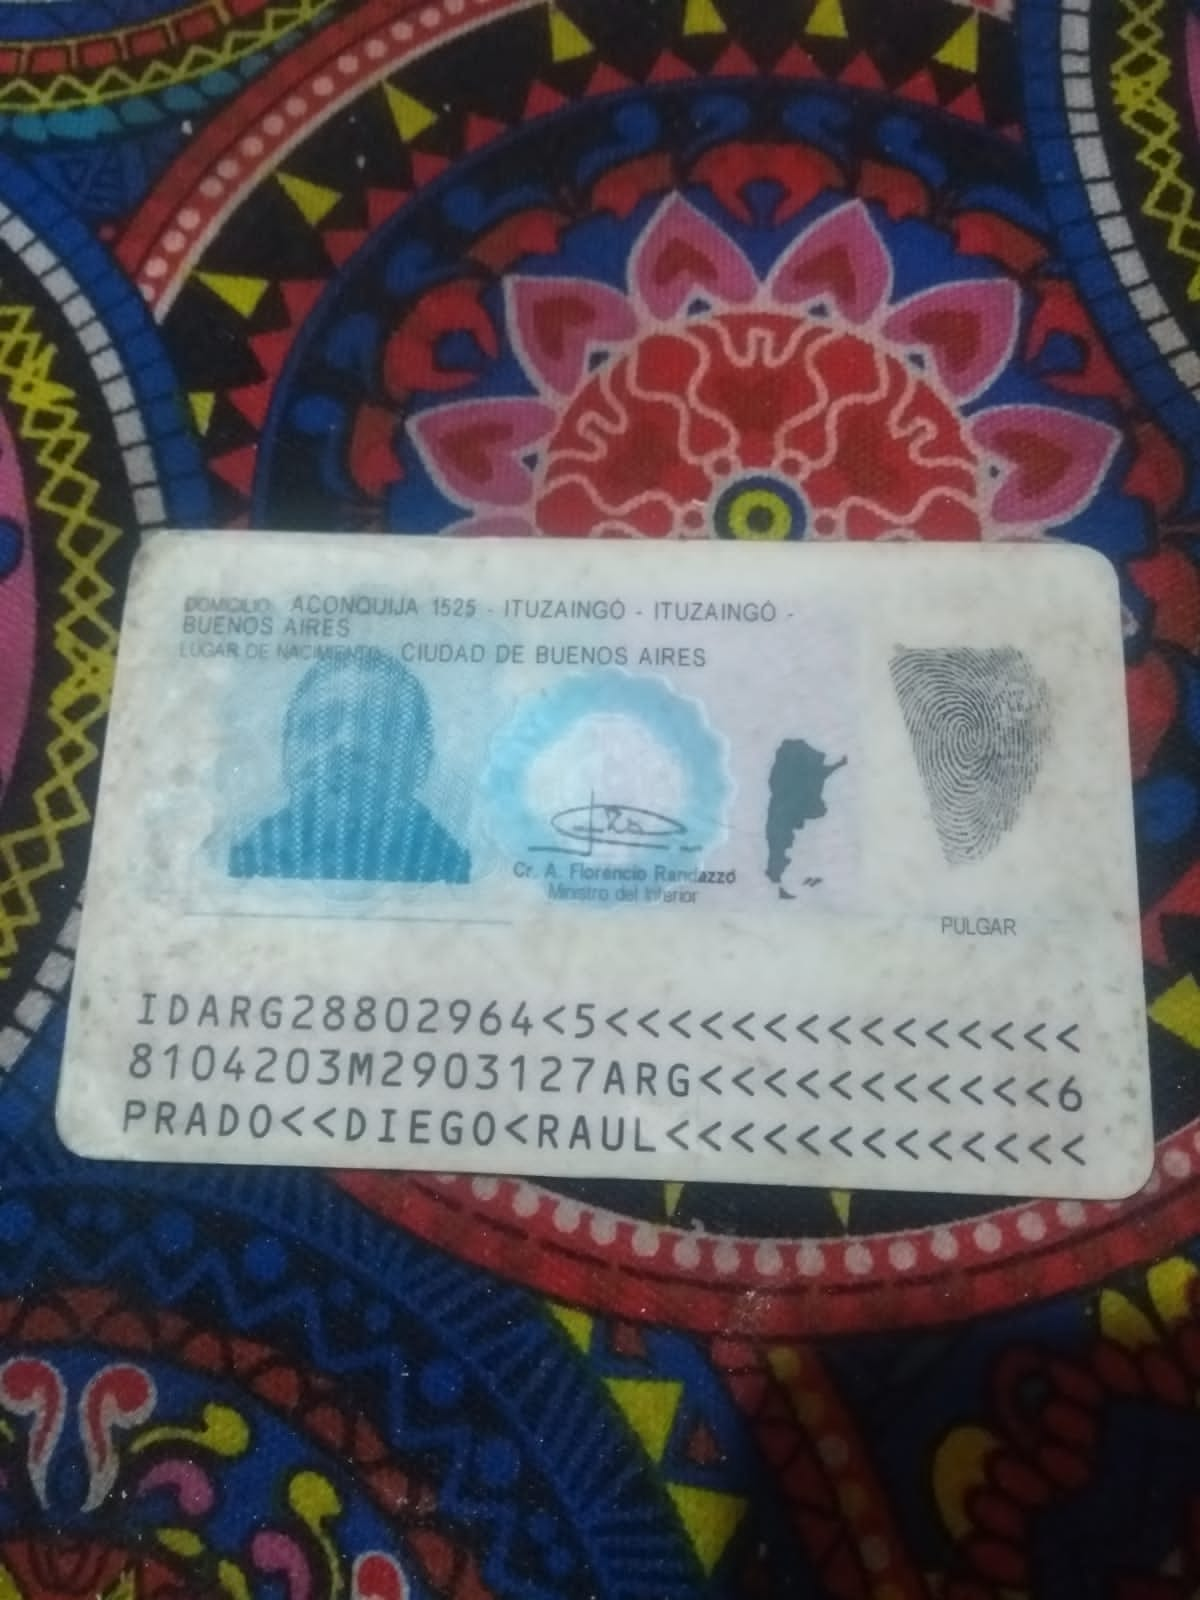 DOMICILIO: ACONQUIJA 1525 - ITUZAINGÓ - ITUZAINGÓ -
BUENOS AIRES
LUGAR DE NACIMIENTO: CIUDAD DE BUENOS AIRES
Cr. A. Florencio Randazzo
Ministro del Interior
PULGAR
IDARG28802964<5<<<<<<<<<<<<<<<
8104203M2903127ARG<<<<<<<<<<<6
PRADO<<DIEGO<RAUL<<<<<<<<<<<<<